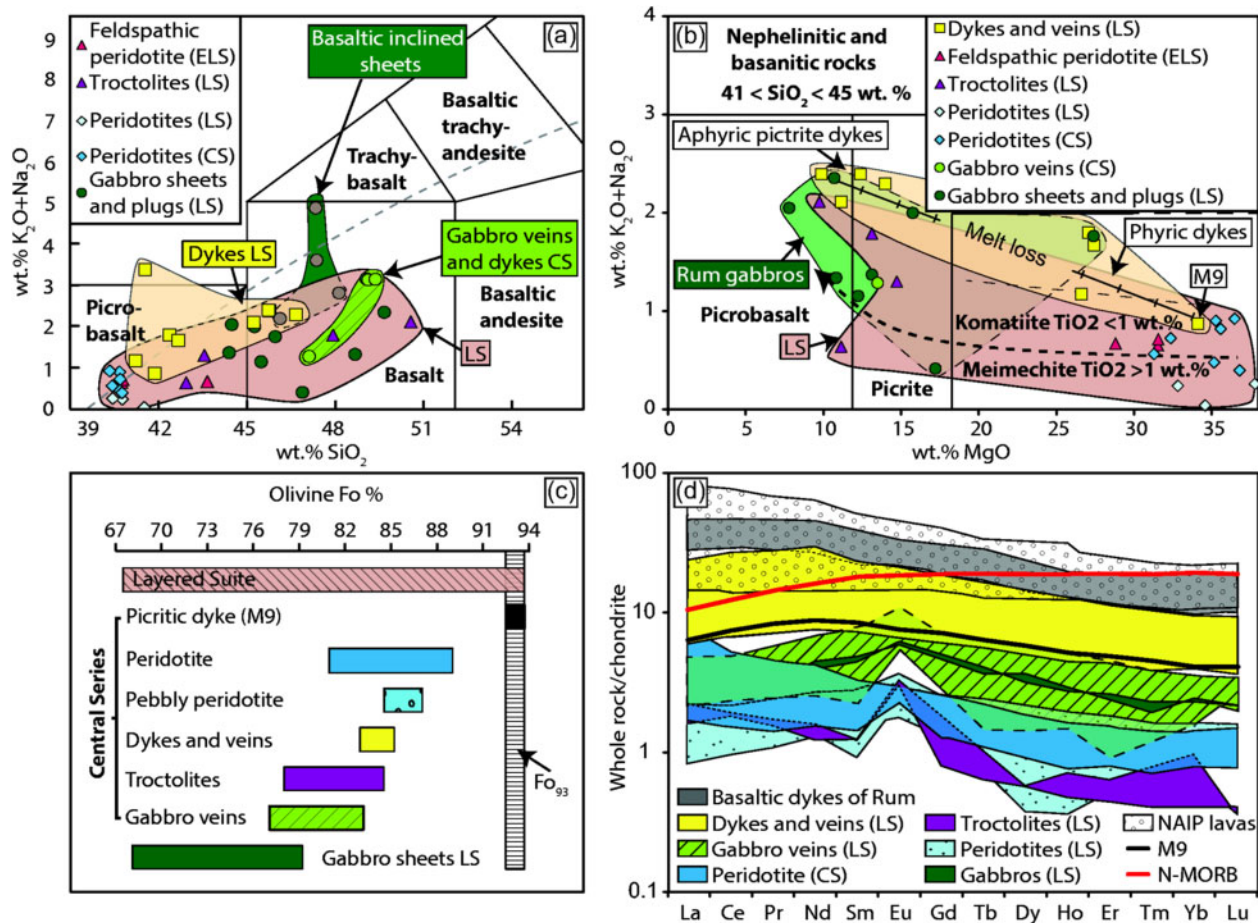 (a)
9
8
7
6
5
4
3
2
1
0
wt.% K2O+Na2O
39
42
45
48
51
54
wt.% SiO2
Feldspathic
peridotite (ELS)
Troctolites (LS)
Peridotites (LS)
Peridotites (CS)
Gabbro sheets
and plugs (LS)
Basaltic inclined
sheets
Basaltic
trachy-
andesite
Trachy-
basalt
Gabbro veins
and dykes CS
Dykes LS
Picro-
basalt
Basaltic
andesite
LS
Basalt
(b)
4
3
2
1
0
wt.% K2O+Na2O
0
5
10
15
20
25
30
35
wt.% MgO
Nephelinitic and
basanitic rocks
41 < SiO2 < 45 wt. %
Dykes and veins (LS)
Feldspathic peridotite (ELS)
Troctolites (LS)
Peridotites (LS)
Peridotites (CS)
Gabbro veins (CS)
Gabbro sheets and plugs (LS)
Aphyric pictrite dykes
Melt loss
Phyric dykes
Rum gabbros
M9
Picrobasalt
Komatiite TiO2 <1 wt.%
LS
Meimechite TiO2 >1 wt.%
Picrite
(c)
Olivine Fo %
67
70
76
79
82
85
88
91
94
Layered Suite
Central Series
Picritic dyke (M9)
Peridotite
Pebbly peridotite
Dykes and veins
Troctolites
Gabbro veins
Gabbro sheets LS
Fo93
(d)
100
10
1
0.1
Whole rock/chondrite
Basaltic dykes of Rum
Dykes and veins (LS)
Gabbro veins (LS)
Peridotite (CS)
Troctolites (LS)
Peridotites (LS)
Gabbros (LS)
NAIP lavas
M9
N-MORB
La Ce Pr Nd Sm Eu Gd Tb Dy Ho Er Tm Yb Lu